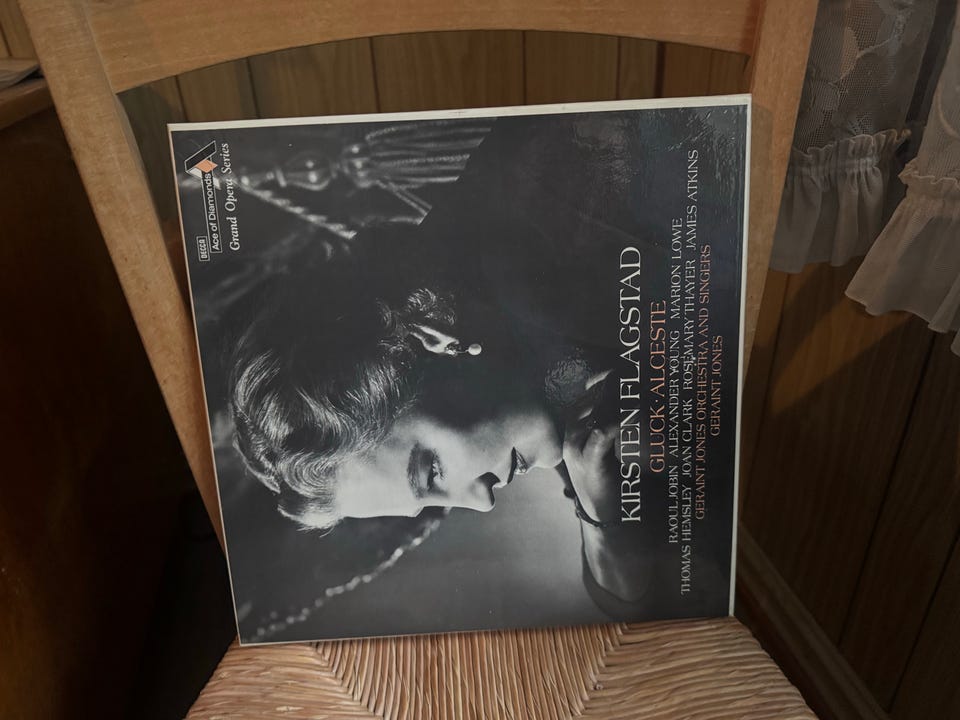 DECCA
Ace of Diamonds
Grand Opera Series
KIRSTEN FLAGSTAD
GLUCK · ALCESTE
RAOUL JOBIN ALEXANDER YOUNG MARION LOWE
THOMAS HEMSLEY JOAN CLARK ROSEMARY THAYER JAMES ATKINS
GERAINT JONES ORCHESTRA AND SINGERS
GERAINT JONES